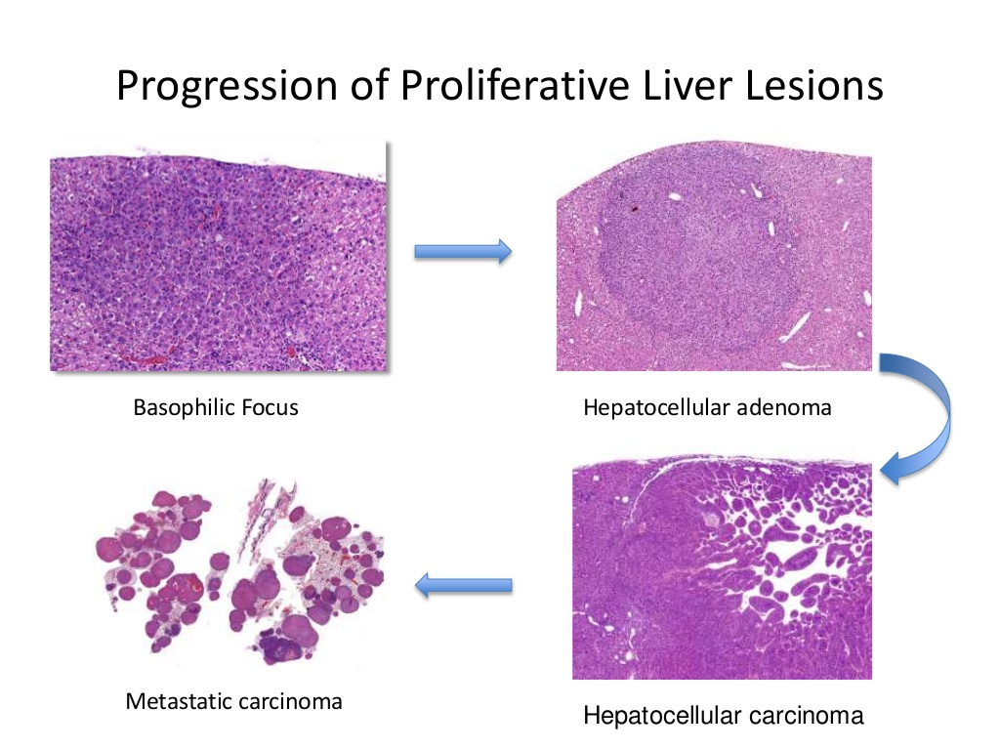 Progression of Proliferative Liver Lesions
Basophilic Focus
Hepatocellular adenoma
Metastatic carcinoma
Hepatocellular carcinoma